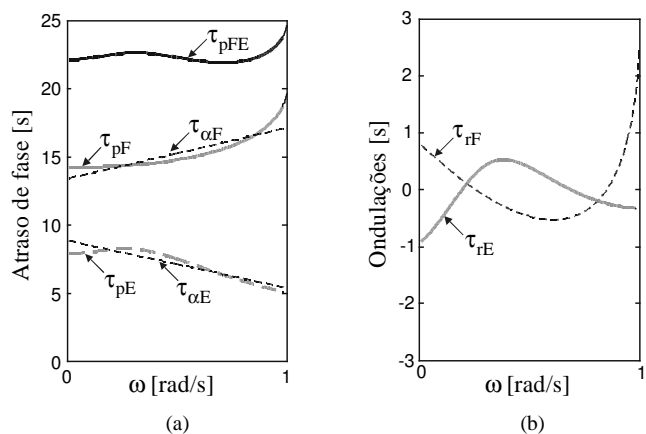 25
20
15
10
5
0
Atraso de fase [s]
τpFE
τpF
ταF
τpE
ταE
0
1
ω [rad/s]
(a)
3
2
1
0
-1
-2
-3
Ondulações [s]
τrF
τrE
0
1
ω [rad/s]
(b)